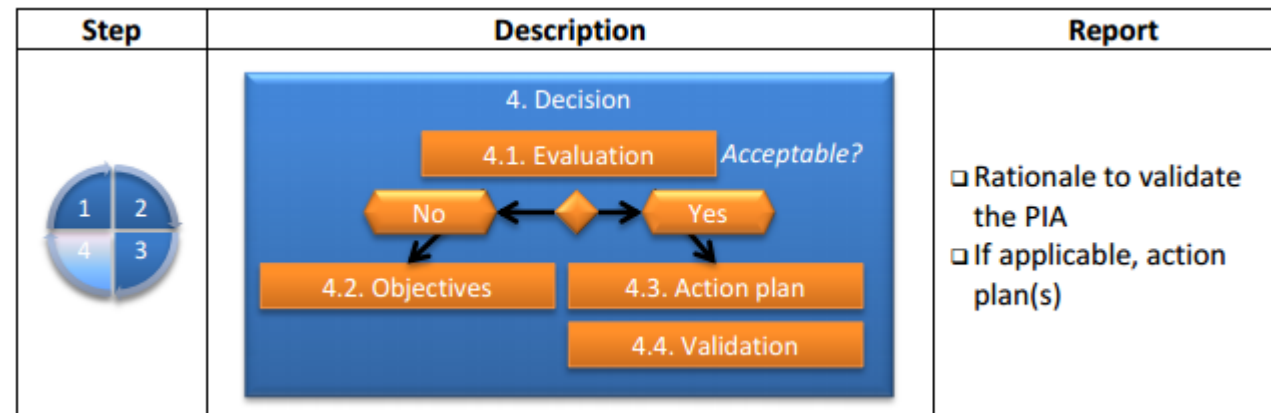 Step
Description
Report
1
2
4
3
4. Decision
4.1. Evaluation
Acceptable?
No
Yes
4.2. Objectives
4.3. Action plan
4.4. Validation
❑ Rationale to validate
the PIA
❑ If applicable, action
plan(s)